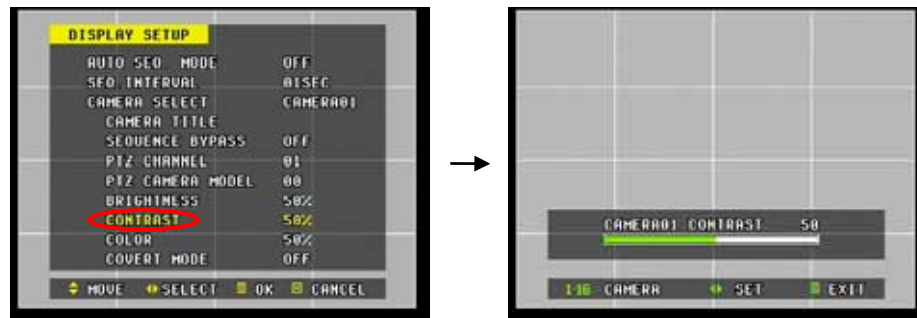 DISPLAY SETUP
AUTO SEQ. MODE OFF
SEQ.INTERVAL 01SEC
CAMERA SELECT CAMERA01
CAMERA TITLE
SEQUENCE BYPASS OFF
PTZ CHANNEL 01
PTZ CAMERA MODEL 00
BRIGHTNESS 50%
CONTRAST 50%
COLOR 50%
COVERT MODE OFF
MOVE SELECT OK CANCEL
CAMERA01 CONTRAST 50
1-16 CAMERA SET EXIT